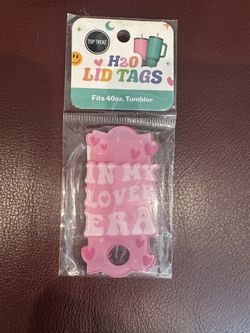 TOP TRENZ
H2O
LID TAGS
Fits 40oz. Tumbler
IN MY
LOVER
ERA